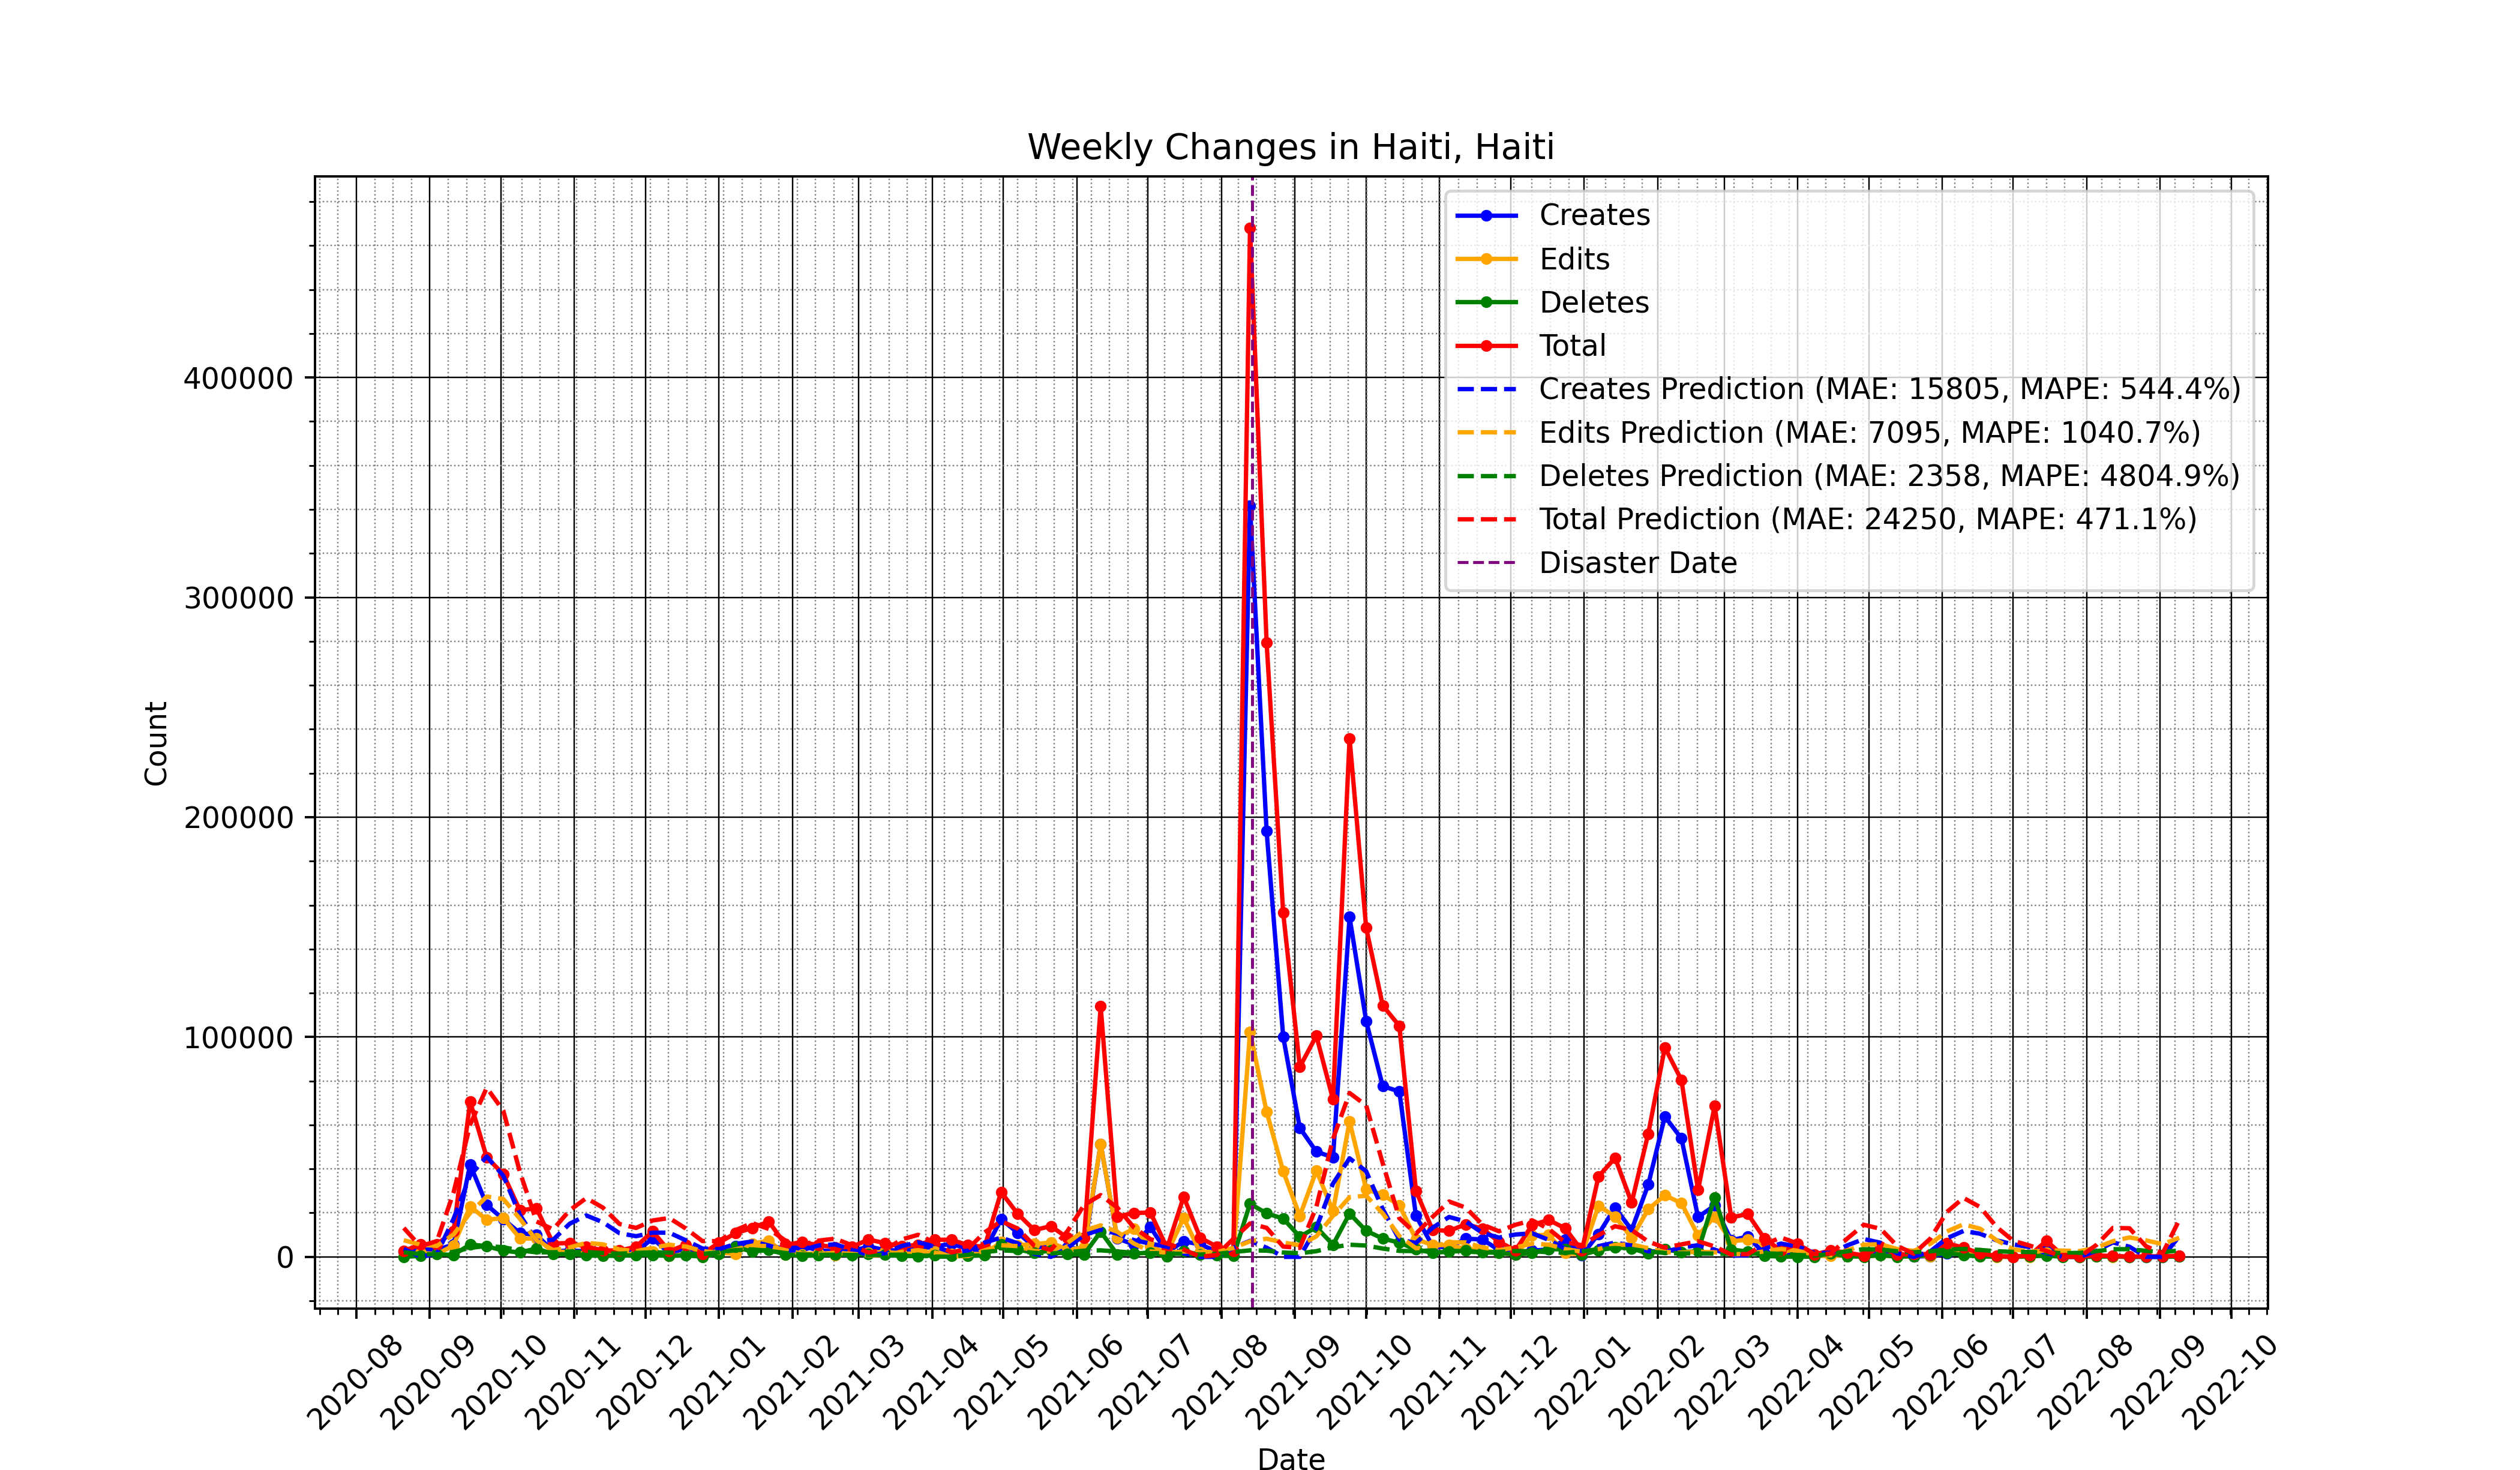 Weekly Changes in Haiti, Haiti
Creates
Edits
Deletes
Total
Creates Prediction (MAE: 15805, MAPE: 544.4%)
Edits Prediction (MAE: 7095, MAPE: 1040.7%)
Deletes Prediction (MAE: 2358, MAPE: 4804.9%)
Total Prediction (MAE: 24250, MAPE: 471.1%)
Disaster Date
Count
400000
300000
200000
100000
0
2020-08
2020-09
2020-10
2020-11
2020-12
2021-01
2021-02
2021-03
2021-04
2021-05
2021-06
2021-07
2021-08
2021-09
2021-10
2021-11
2021-12
2022-01
2022-02
2022-03
2022-04
2022-05
2022-06
2022-07
2022-08
2022-09
2022-10
Date